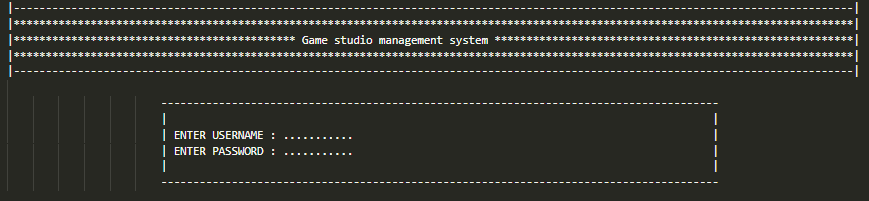 |-----------------------------------------------------------------------------------------------------------------------------------|
|***********************************************************************************************************************************|
|******************************************** Game studio management system ********************************************************|
|***********************************************************************************************************************************|
|-----------------------------------------------------------------------------------------------------------------------------------|
---------------------------------------------------------------------------------------
| |
| ENTER USERNAME : ........... |
| ENTER PASSWORD : ........... |
| |
---------------------------------------------------------------------------------------